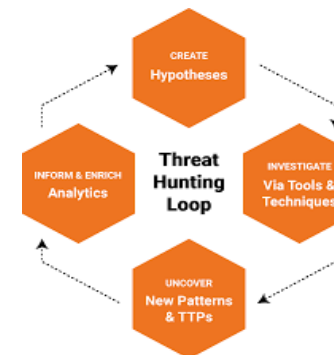 CREATE
Hypotheses
Threat
Hunting
Loop
INVESTIGATE
Via Tools &
Techniques
UNCOVER
New Patterns
& TTPs
INFORM & ENRICH
Analytics